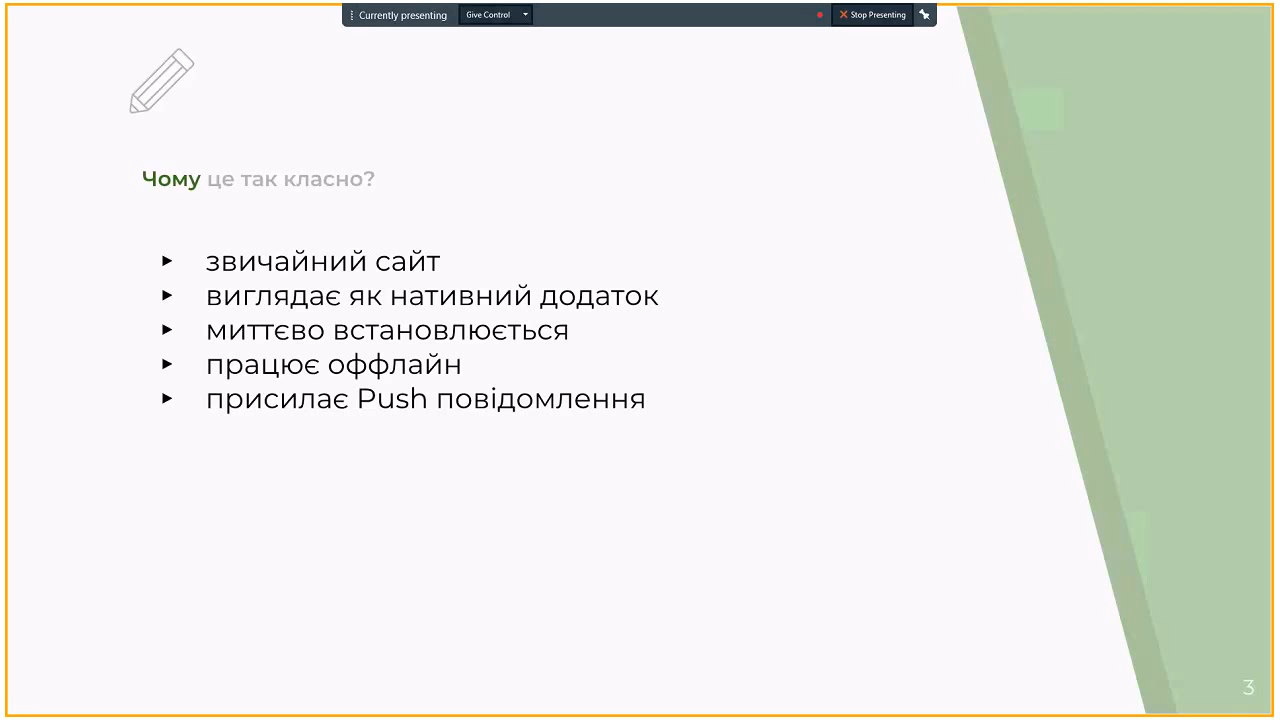 Currently presenting Give Control Stop Presenting
Чому це так класно?
звичайний сайт
виглядає як нативний додаток
миттєво встановлюється
працює оффлайн
присилає Push повідомлення
3